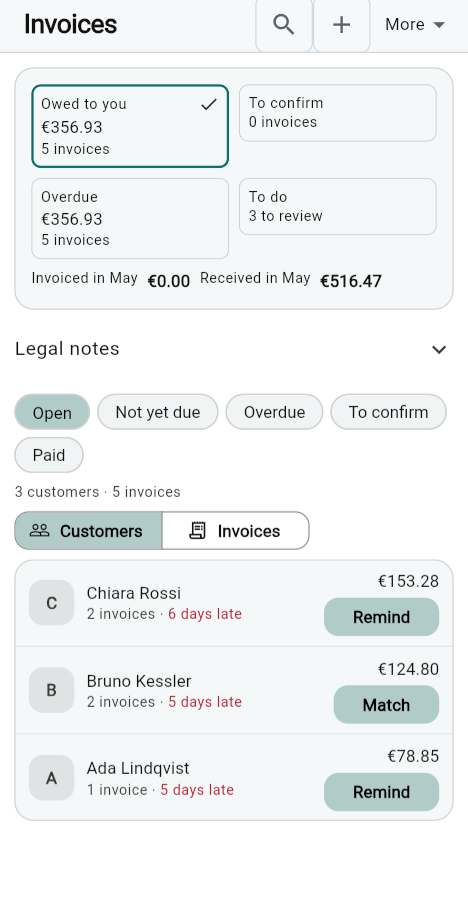 Invoices
More
Owed to you
€356.93
5 invoices
To confirm
0 invoices
Overdue
€356.93
5 invoices
To do
3 to review
Invoiced in May €0.00 Received in May €516.47
Legal notes
Open Not yet due Overdue To confirm
Paid
3 customers · 5 invoices
Customers Invoices
C
Chiara Rossi
2 invoices · 6 days late
€153.28
Remind
B
Bruno Kessler
2 invoices · 5 days late
€124.80
Match
A
Ada Lindqvist
1 invoice · 5 days late
€78.85
Remind